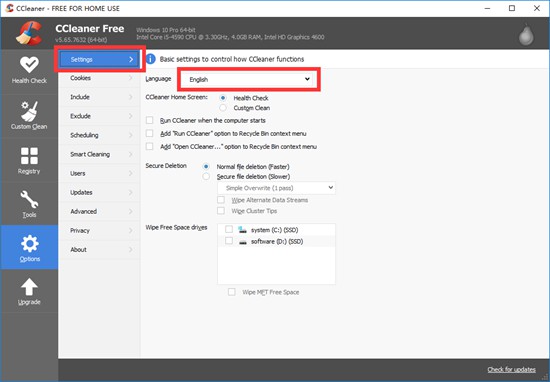 CCleaner - FREE FOR HOME USE
CCleaner Free
v5.65.7632 (64-bit)
Windows 10 Pro 64-bit
Intel Core i5-4590 CPU @ 3.30GHz, 4.0GB RAM, Intel HD Graphics 4600
Health Check
Custom Clean
Registry
Tools
Options
Upgrade
Settings
Cookies
Include
Exclude
Scheduling
Smart Cleaning
Users
Updates
Advanced
Privacy
About
Basic settings to control how CCleaner functions
Language English
CCleaner Home Screen: Health Check
Custom Clean
Run CCleaner when the computer starts
Add "Run CCleaner" option to Recycle Bin context menu
Add "Open CCleaner..." option to Recycle Bin context menu
Secure Deletion Normal file deletion (Faster)
Secure file deletion (Slower)
Simple Overwrite (1 pass)
Wipe Alternate Data Streams
Wipe Cluster Tips
Wipe Free Space drives system (C:) (SSD)
software (D:) (SSD)
Wipe MFT Free Space
Check for updates